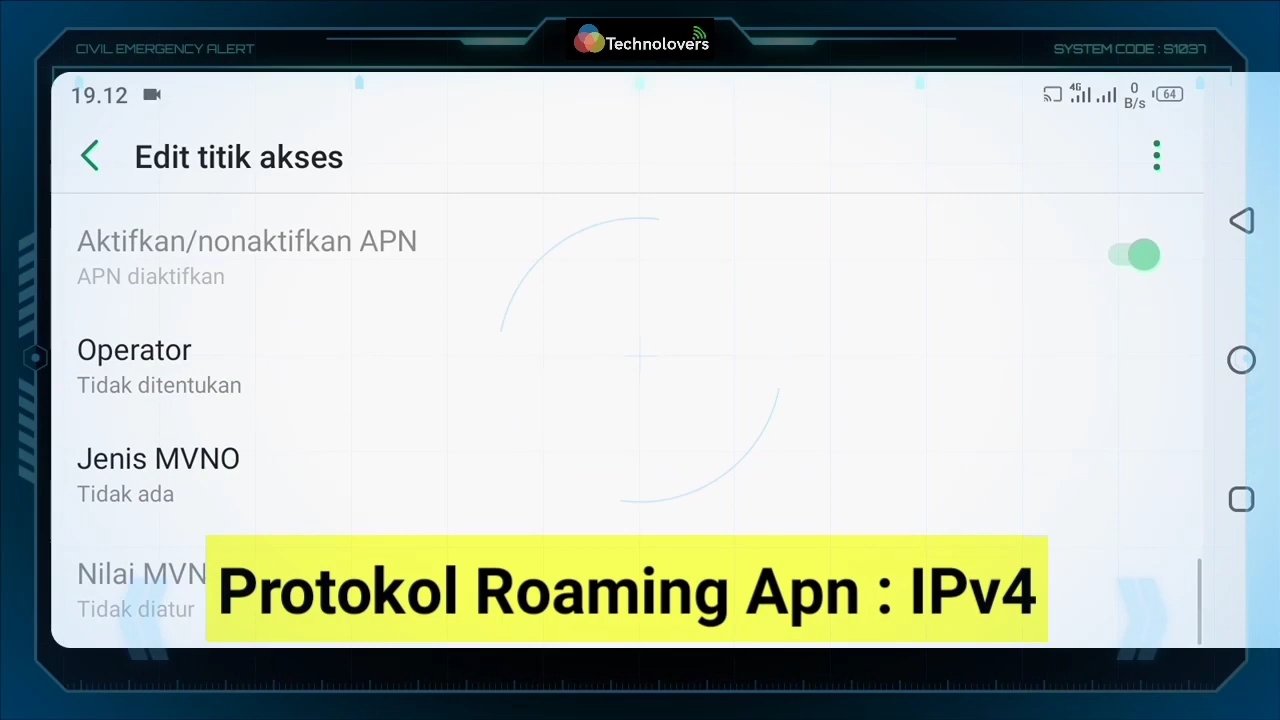 CIVIL EMERGENCY ALERT
Technolovers
SYSTEM CODE : S1037
19.12
4G
0
B/s
64
Edit titik akses
Aktifkan/nonaktifkan APN
APN diaktifkan
Operator
Tidak ditentukan
Jenis MVNO
Tidak ada
Nilai MVN
Tidak diatur
Protokol Roaming Apn : IPv4